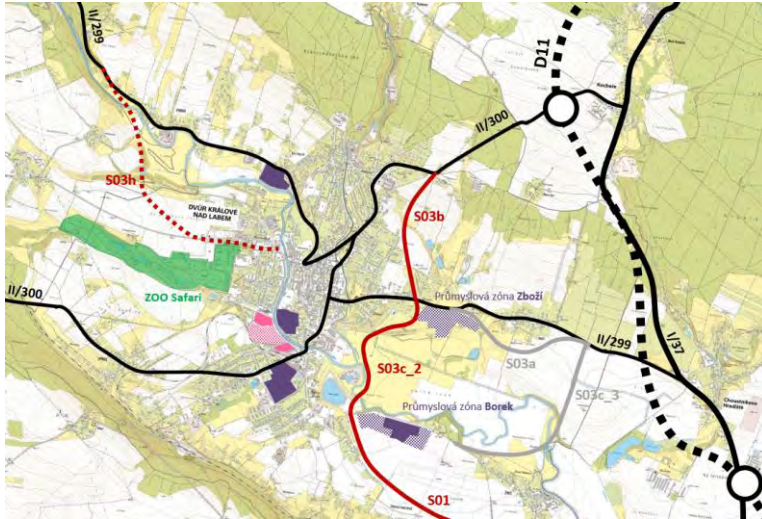 II/299
D11
II/300
S03h
DVŮR KRÁLOVÉ
NAD LABEM
S03b
ZOO Safari
Průmyslová zóna Zboží
II/300
II/299
I/37
S03a
S03c_2
S03c_3
Průmyslová zóna Borek
S01